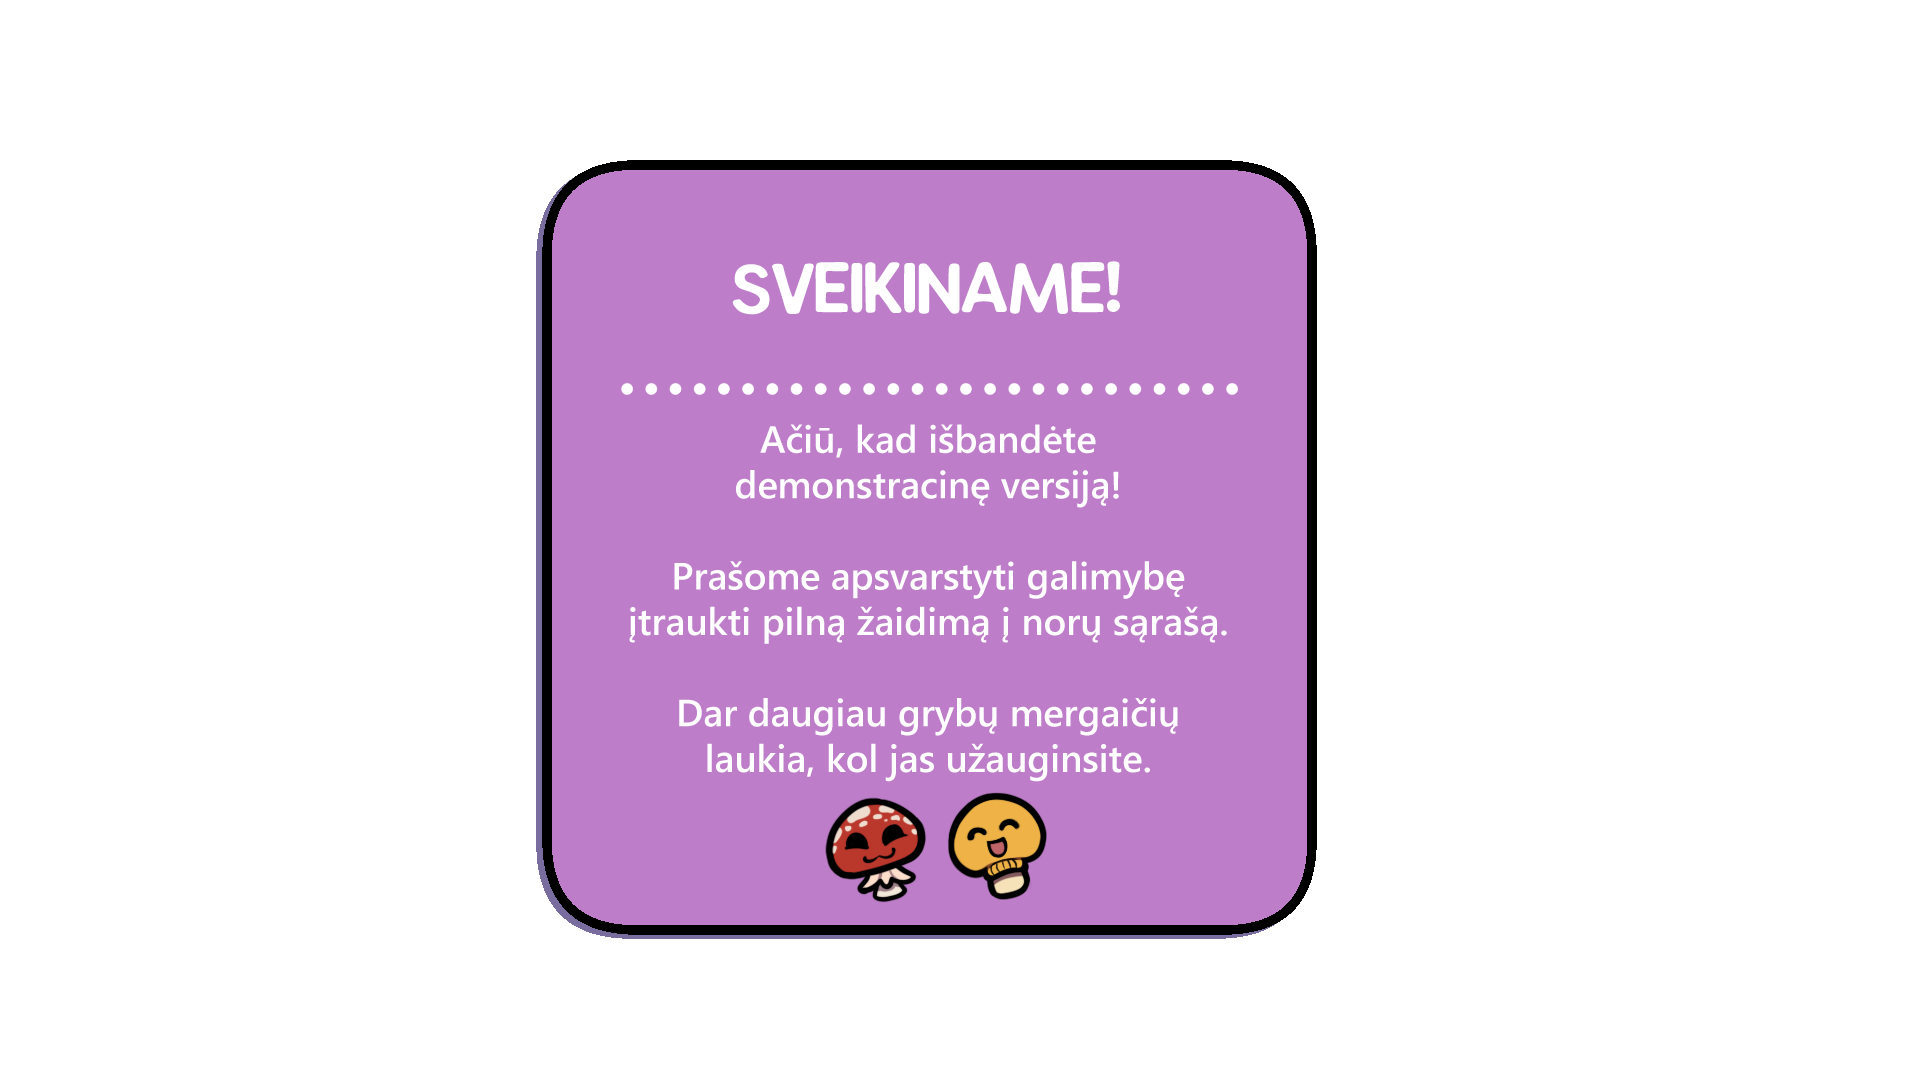 SVEIKINAME!
Ačiū, kad išbandėte
demonstracinę versiją!
Prašome apsvarstyti galimybę
įtraukti pilną žaidimą į norų sąrašą.
Dar daugiau grybų mergaičių
laukia, kol jas užauginsite.